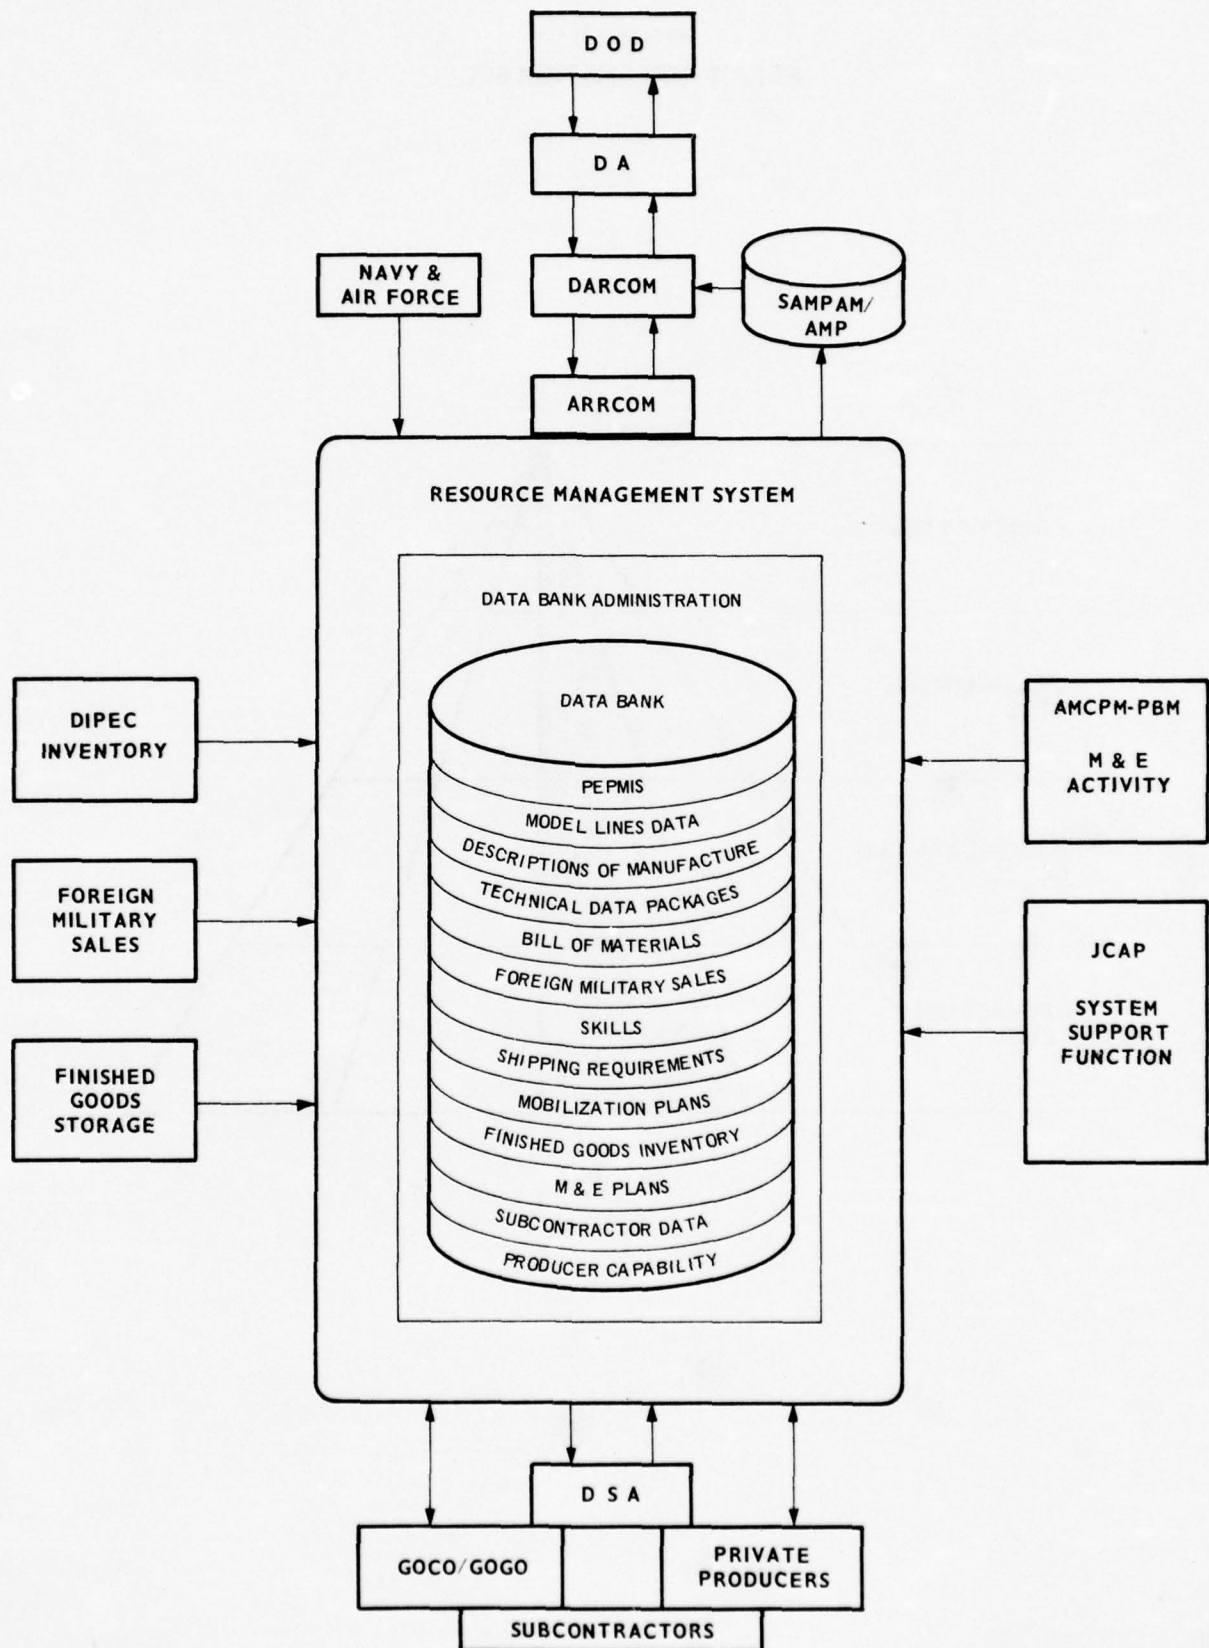 D O D
D A
NAVY &
AIR FORCE
DARCOM
SAMPAM/
AMP
ARRCOM
RESOURCE MANAGEMENT SYSTEM
DATA BANK ADMINISTRATION
DATA BANK
PEPMIS
MODEL LINES DATA
DESCRIPTIONS OF MANUFACTURE
TECHNICAL DATA PACKAGES
BILL OF MATERIALS
FOREIGN MILITARY SALES
SKILLS
SHIPPING REQUIREMENTS
MOBILIZATION PLANS
FINISHED GOODS INVENTORY
M & E PLANS
SUBCONTRACTOR DATA
PRODUCER CAPABILITY
DIPEC
INVENTORY
FOREIGN
MILITARY
SALES
FINISHED
GOODS
STORAGE
AMCPM-PBM
M & E
ACTIVITY
JCAP
SYSTEM
SUPPORT
FUNCTION
D S A
GOCO/GOGO
PRIVATE
PRODUCERS
SUBCONTRACTORS